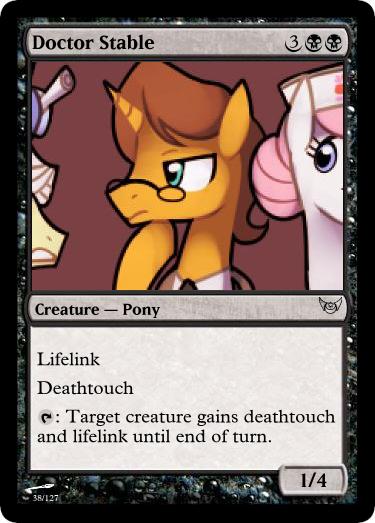 Doctor Stable 3
Creature — Pony
Lifelink
Deathtouch
: Target creature gains deathtouch
and lifelink until end of turn.
1/4
38/127